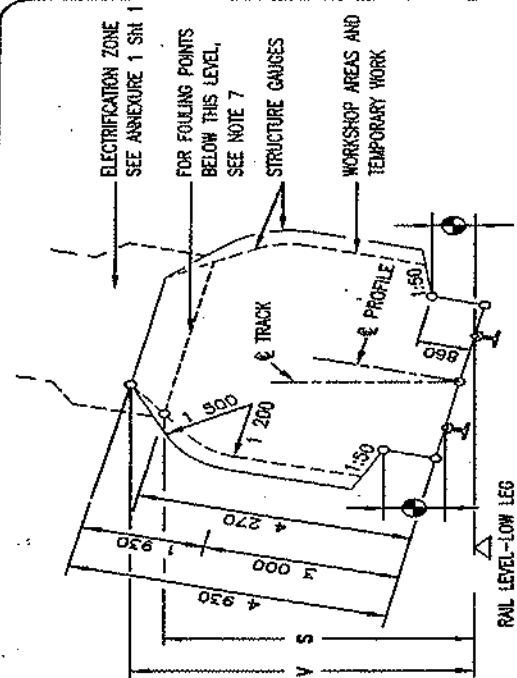 ELECTRIFICATION ZONE
SEE ANNEXURE 1 Sht 1
FOR FOULING POINTS
BELOW THIS LEVEL,
SEE NOTE 7
STRUCTURE GAUGES
WORKSHOP AREAS AND
TEMPORARY WORK
℄ TRACK
℄ PROFILE
R 1 500
1 200
1:50
1:50
860
4 270
1 930
3 000
4 930
S
V
RAIL LEVEL-LOW LEG